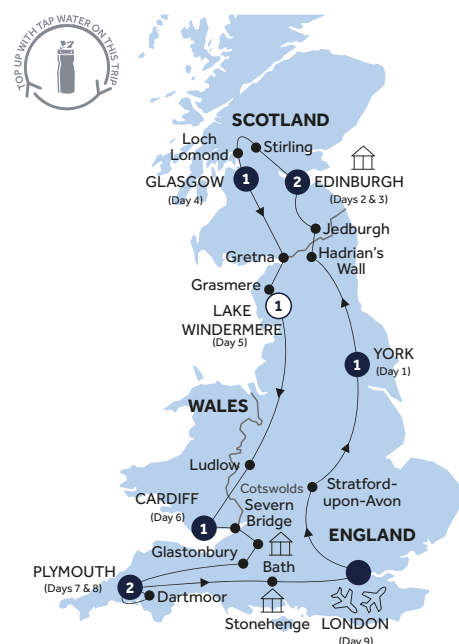 TOP UP WITH TAP WATER ON THIS TRIP
SCOTLAND
Loch
Lomond
Stirling
GLASGOW
(Day 4)
1
2
EDINBURGH
(Days 2 & 3)
Jedburgh
Gretna
Hadrian's
Wall
Grasmere
1
LAKE
WINDERMERE
(Day 5)
1
YORK
(Day 1)
WALES
Ludlow
Cotswolds
Stratford-
upon-Avon
CARDIFF
(Day 6)
1
Severn
Bridge
ENGLAND
Glastonbury
Bath
PLYMOUTH
(Days 7 & 8)
2
Dartmoor
Stonehenge
LONDON
(Day 9)